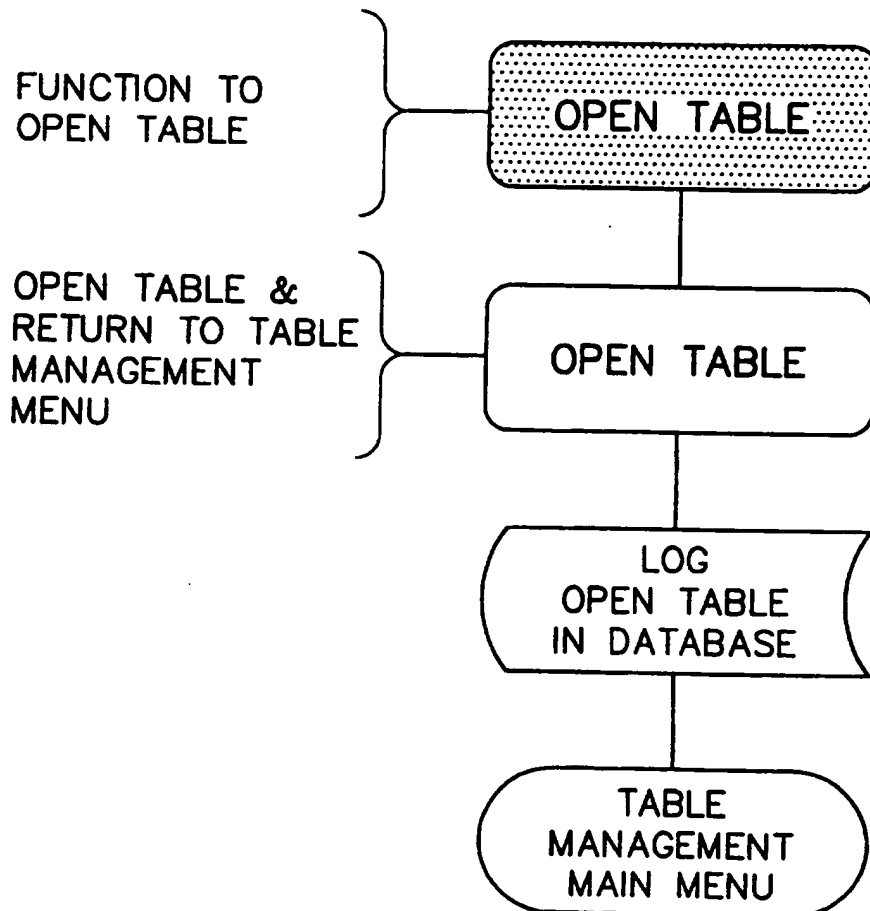 FUNCTION TO
OPEN TABLE
OPEN TABLE
OPEN TABLE &
RETURN TO TABLE
MANAGEMENT
MENU
OPEN TABLE
LOG
OPEN TABLE
IN DATABASE
TABLE
MANAGEMENT
MAIN MENU